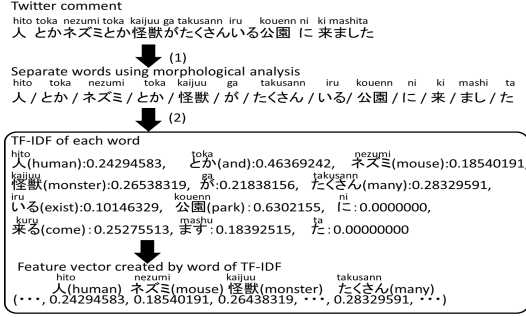 Twitter comment
hito toka nezumi toka kaijuu ga takusann iru kouenn ni ki mashita
人 とかネズミとか怪獣がたくさんいる公園 に 来ました
(1)
Separate words using morphological analysis
hito toka nezumi toka kaijuu ga takusann iru kouenn ni ki mashi ta
人 / とか / ネズミ / とか / 怪獣 / が / たくさん / いる/ 公園 / に / 来 / まし / た
(2)
TF-IDF of each word
hito toka nezumi
人(human):0.24294583, とか(and):0.46369242, ネズミ(mouse):0.18540191,
kaijuu ga takusann
怪獣(monster):0.26538319, が:0.21838156, たくさん(many):0.28329591,
iru kouenn ni
いる(exist):0.10146329, 公園(park):0.6302155, に:0.0000000,
kuru mashu ta
来る(come):0.25275513, ます:0.18392515, た:0.00000000
Feature vector created by word of TF-IDF
hito nezumi kaijuu takusann
人(human) ネズミ(mouse) 怪獣(monster) たくさん(many)
(・・・, 0.24294583, 0.18540191, 0.26438319, ・・・, 0.28329591, ・・・)